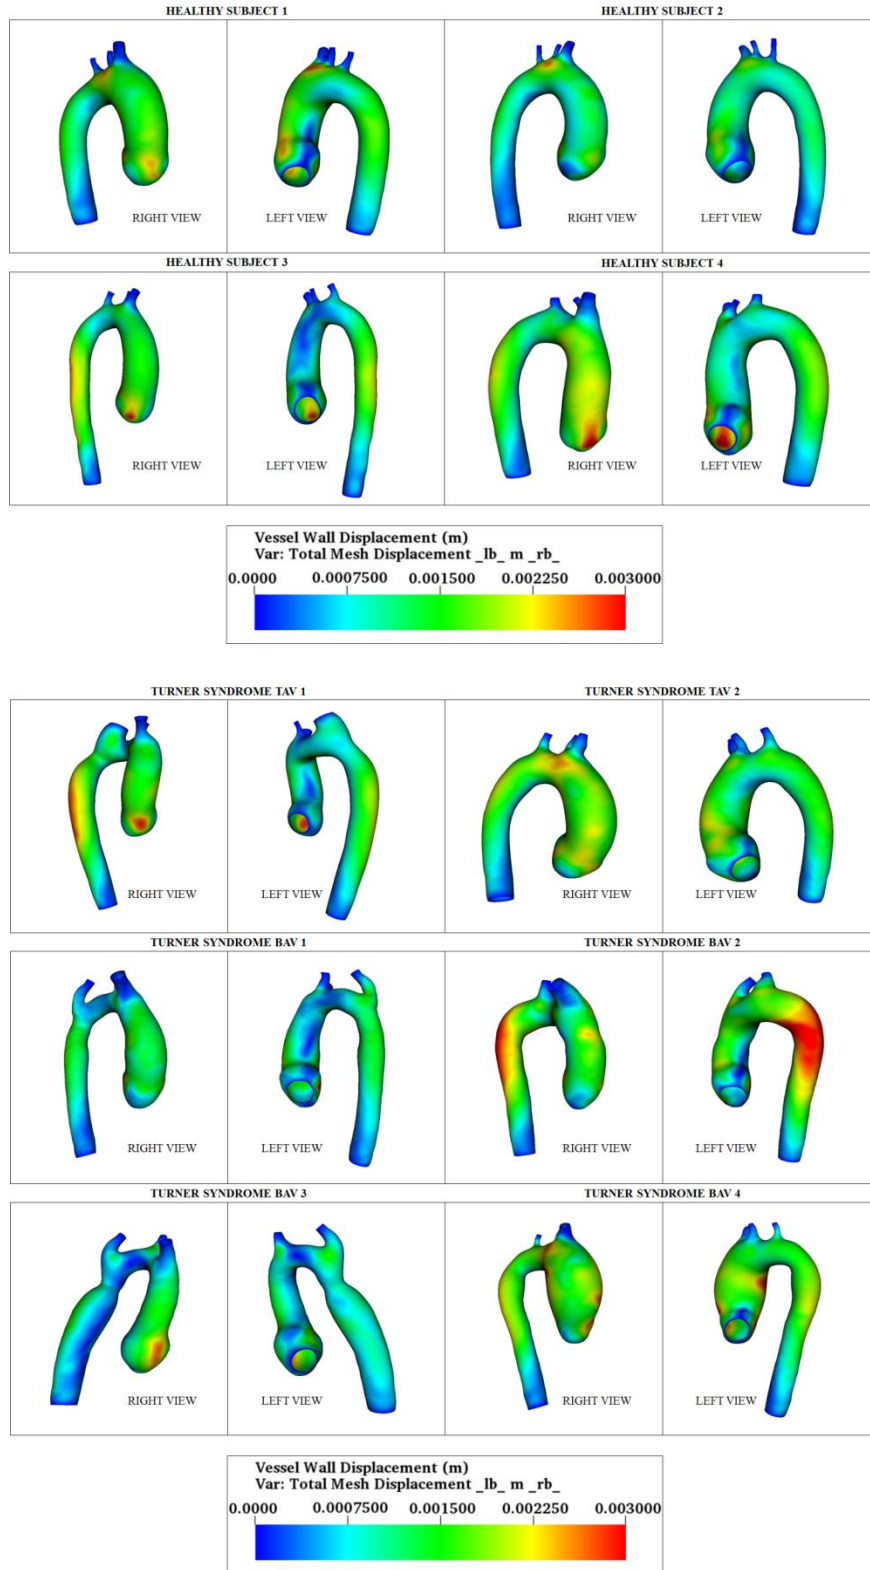 HEALTHY SUBJECT 1
HEALTHY SUBJECT 2
RIGHT VIEW
LEFT VIEW
RIGHT VIEW
LEFT VIEW
HEALTHY SUBJECT 3
HEALTHY SUBJECT 4
RIGHT VIEW
LEFT VIEW
RIGHT VIEW
LEFT VIEW
Vessel Wall Displacement (m)
Var: Total Mesh Displacement _lb_ m _rb_
0.0000 0.0007500 0.001500 0.002250 0.003000
TURNER SYNDROME TAV 1
TURNER SYNDROME TAV 2
RIGHT VIEW
LEFT VIEW
RIGHT VIEW
LEFT VIEW
TURNER SYNDROME BAV 1
TURNER SYNDROME BAV 2
RIGHT VIEW
LEFT VIEW
RIGHT VIEW
LEFT VIEW
TURNER SYNDROME BAV 3
TURNER SYNDROME BAV 4
RIGHT VIEW
LEFT VIEW
RIGHT VIEW
LEFT VIEW
Vessel Wall Displacement (m)
Var: Total Mesh Displacement _lb_ m _rb_
0.0000 0.0007500 0.001500 0.002250 0.003000